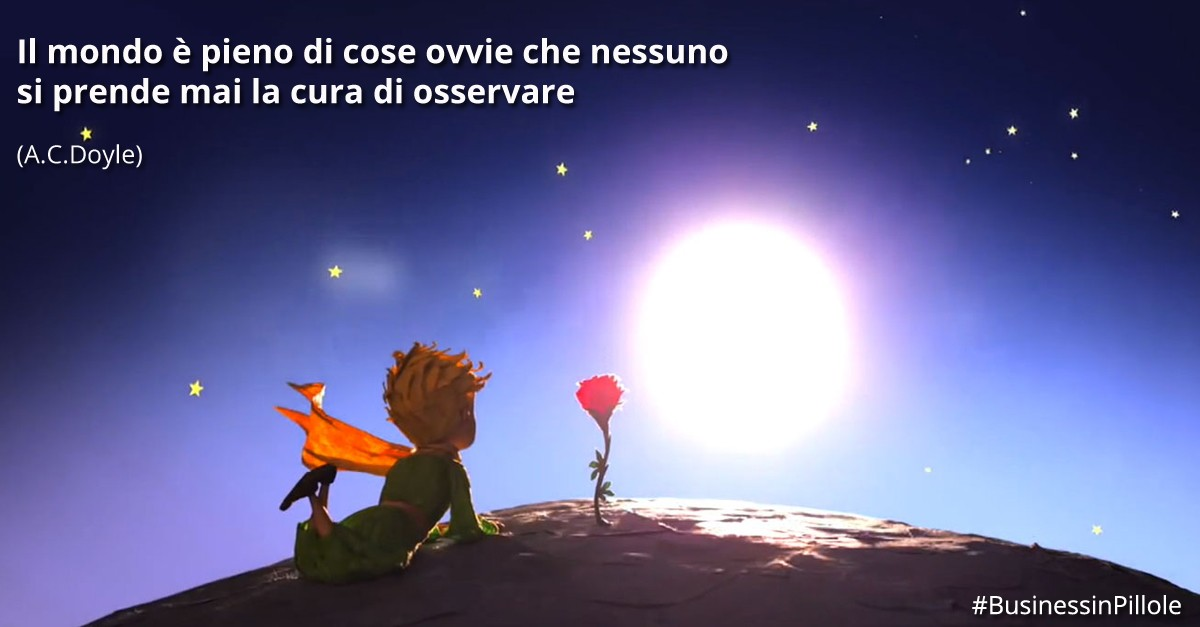 Il mondo è pieno di cose ovvie che nessuno
si prende mai la cura di osservare
(A.C.Doyle)
#BusinessinPillole